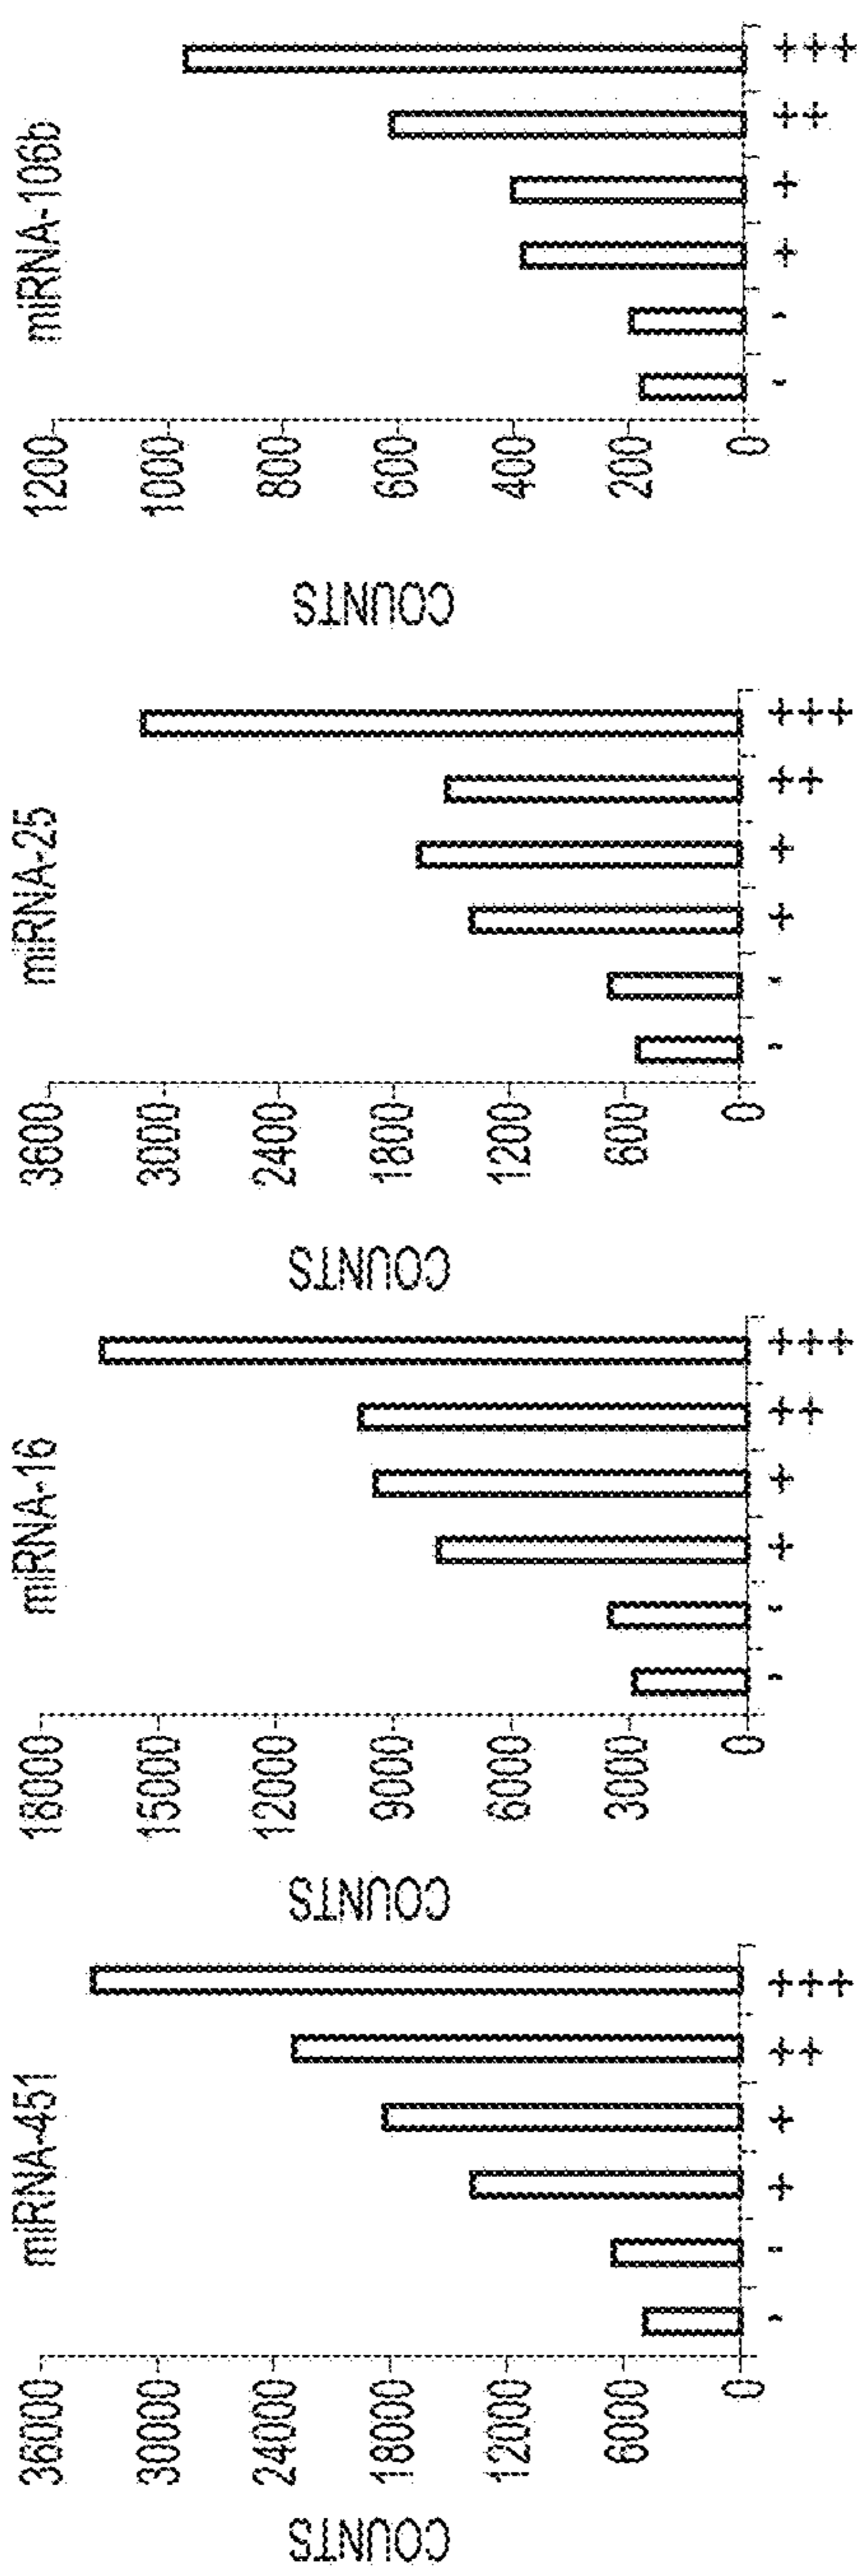 miRNA-451
COUNTS
36000
30000
24000
18000
12000
6000
0
- - + + ++ +++
miRNA-16
COUNTS
18000
15000
12000
9000
6000
3000
0
- - + + ++ +++
miRNA-25
COUNTS
3600
3000
2400
1800
1200
600
0
- - + + ++ +++
miRNA-106b
COUNTS
1200
1000
800
600
400
200
0
- - + + ++ +++